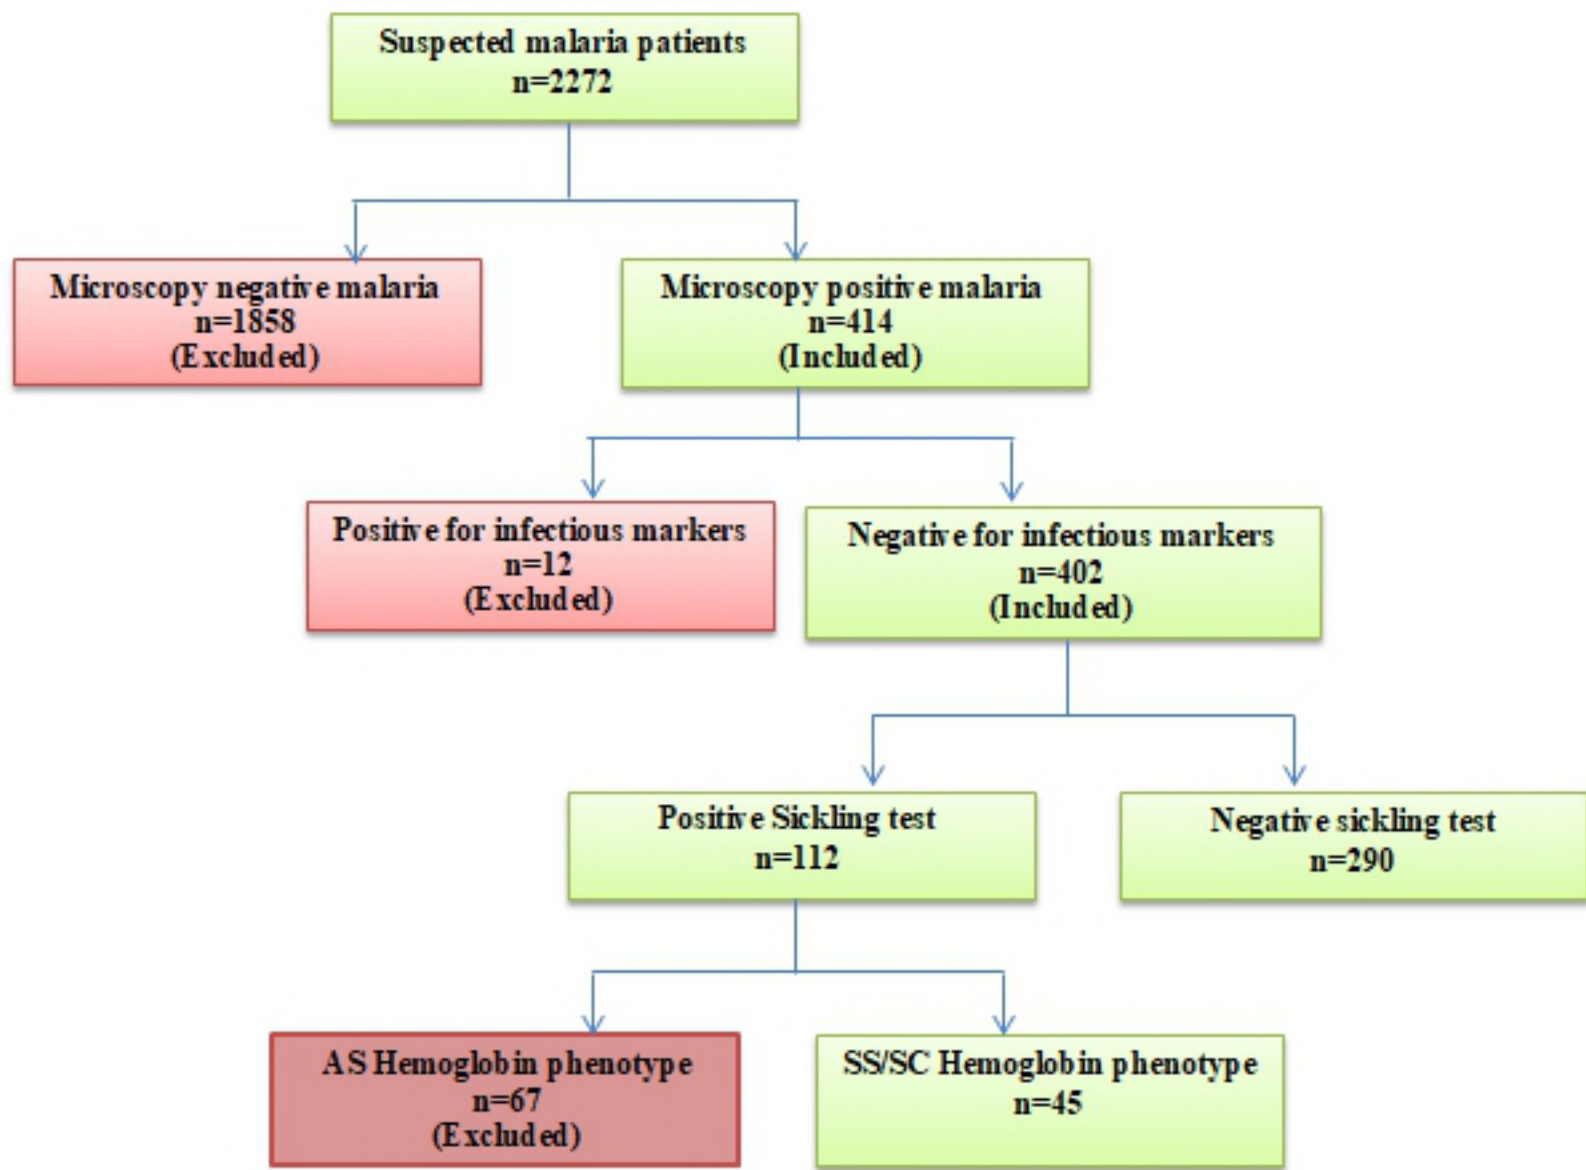 Suspected malaria patients
n=2272
Microscopy negative malaria
n=1858
(Excluded)
Microscopy positive malaria
n=414
(Included)
Positive for infectious markers
n=12
(Excluded)
Negative for infectious markers
n=402
(Included)
Positive Sickling test
n=112
Negative sickling test
n=290
AS Hemoglobin phenotype
n=67
(Excluded)
SS/SC Hemoglobin phenotype
n=45